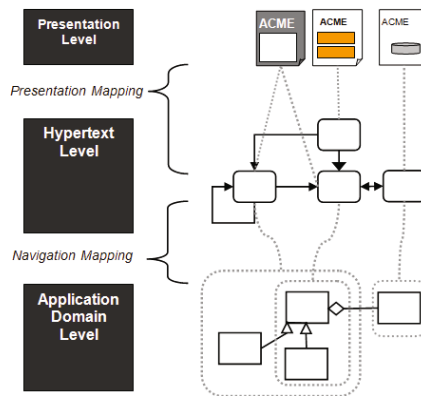 Presentation
Level
ACME
ACME
ACME
Presentation Mapping
Hypertext
Level
Navigation Mapping
Application
Domain
Level